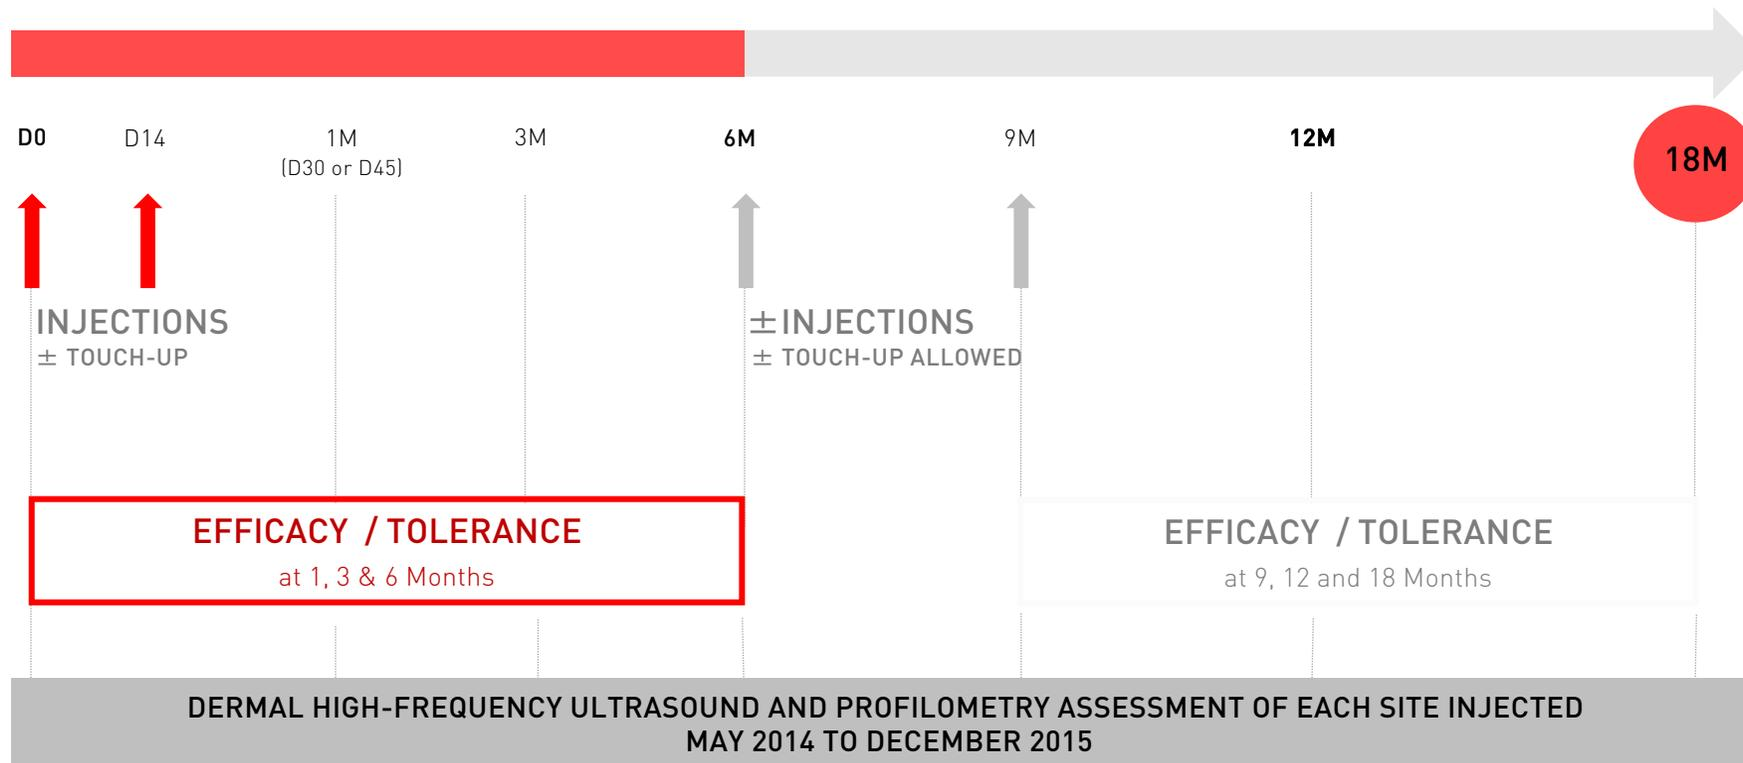 D0 D14 1M 3M 6M 9M 12M 18M
(D30 or D45)
INJECTIONS ±INJECTIONS
± TOUCH-UP ± TOUCH-UP ALLOWED
EFFICACY / TOLERANCE EFFICACY / TOLERANCE
at 1, 3 & 6 Months at 9, 12 and 18 Months
DERMAL HIGH-FREQUENCY ULTRASOUND AND PROFILOMETRY ASSESSMENT OF EACH SITE INJECTED
MAY 2014 TO DECEMBER 2015